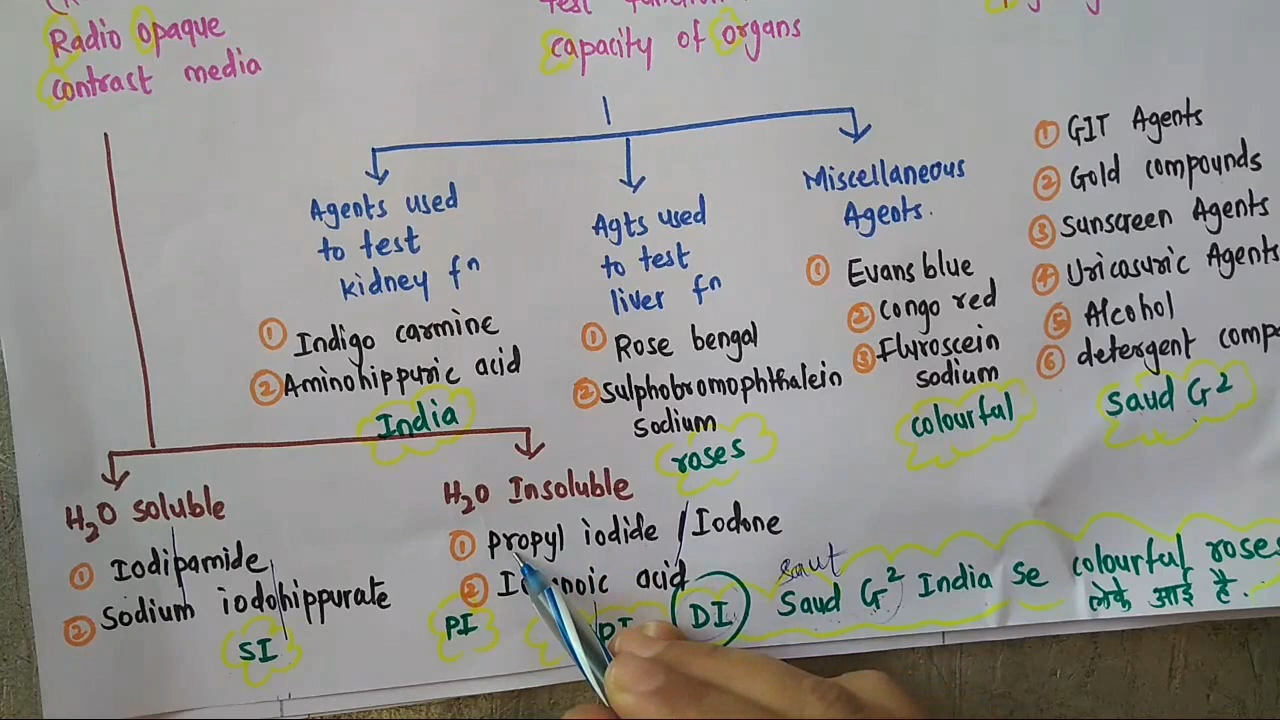 Radio Opaque
contrast media
capacity of organs
Agents used
to test
kidney fⁿ
① Indigo carmine
② Aminohippuric acid
India
Agts used
to test
liver fⁿ
① Rose bengal
② sulphobromophthalein
sodium
roses
Miscellaneous
Agents.
① Evans blue
② congo red
③ Fluroscein
sodium
colourful
① GIT Agents
② Gold compounds
③ Sunscreen Agents
④ Uricosuric Agents
⑤ Alcohol
⑥ detergent
Saud G²
H₂O soluble
① Iodipamide
② Sodium iodohippurate
SI
H₂O Insoluble
① propyl iodide / Iodone
② acid
PI
DI
Saud G² India Se colourful roses
लेके आई है.